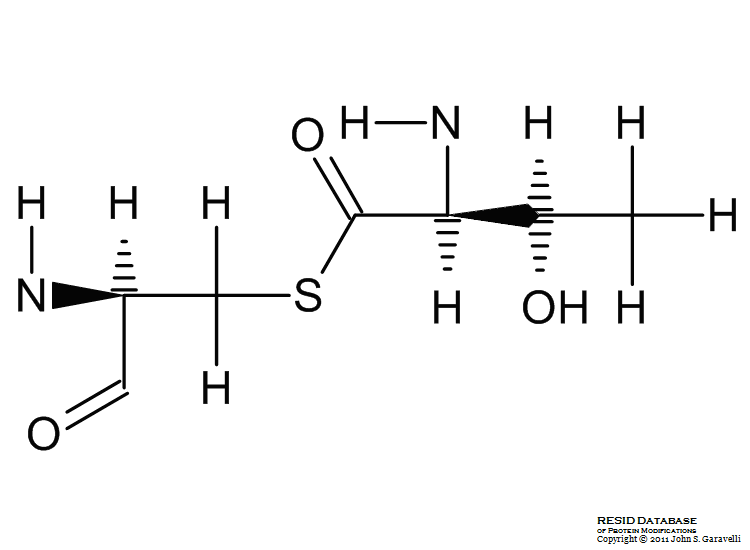 O H N H H
H H H H
N S
H OH H
H
O
RESID DATABASE
OF PROTEIN MODIFICATIONS
Copyright © 2011 John S. Garavelli